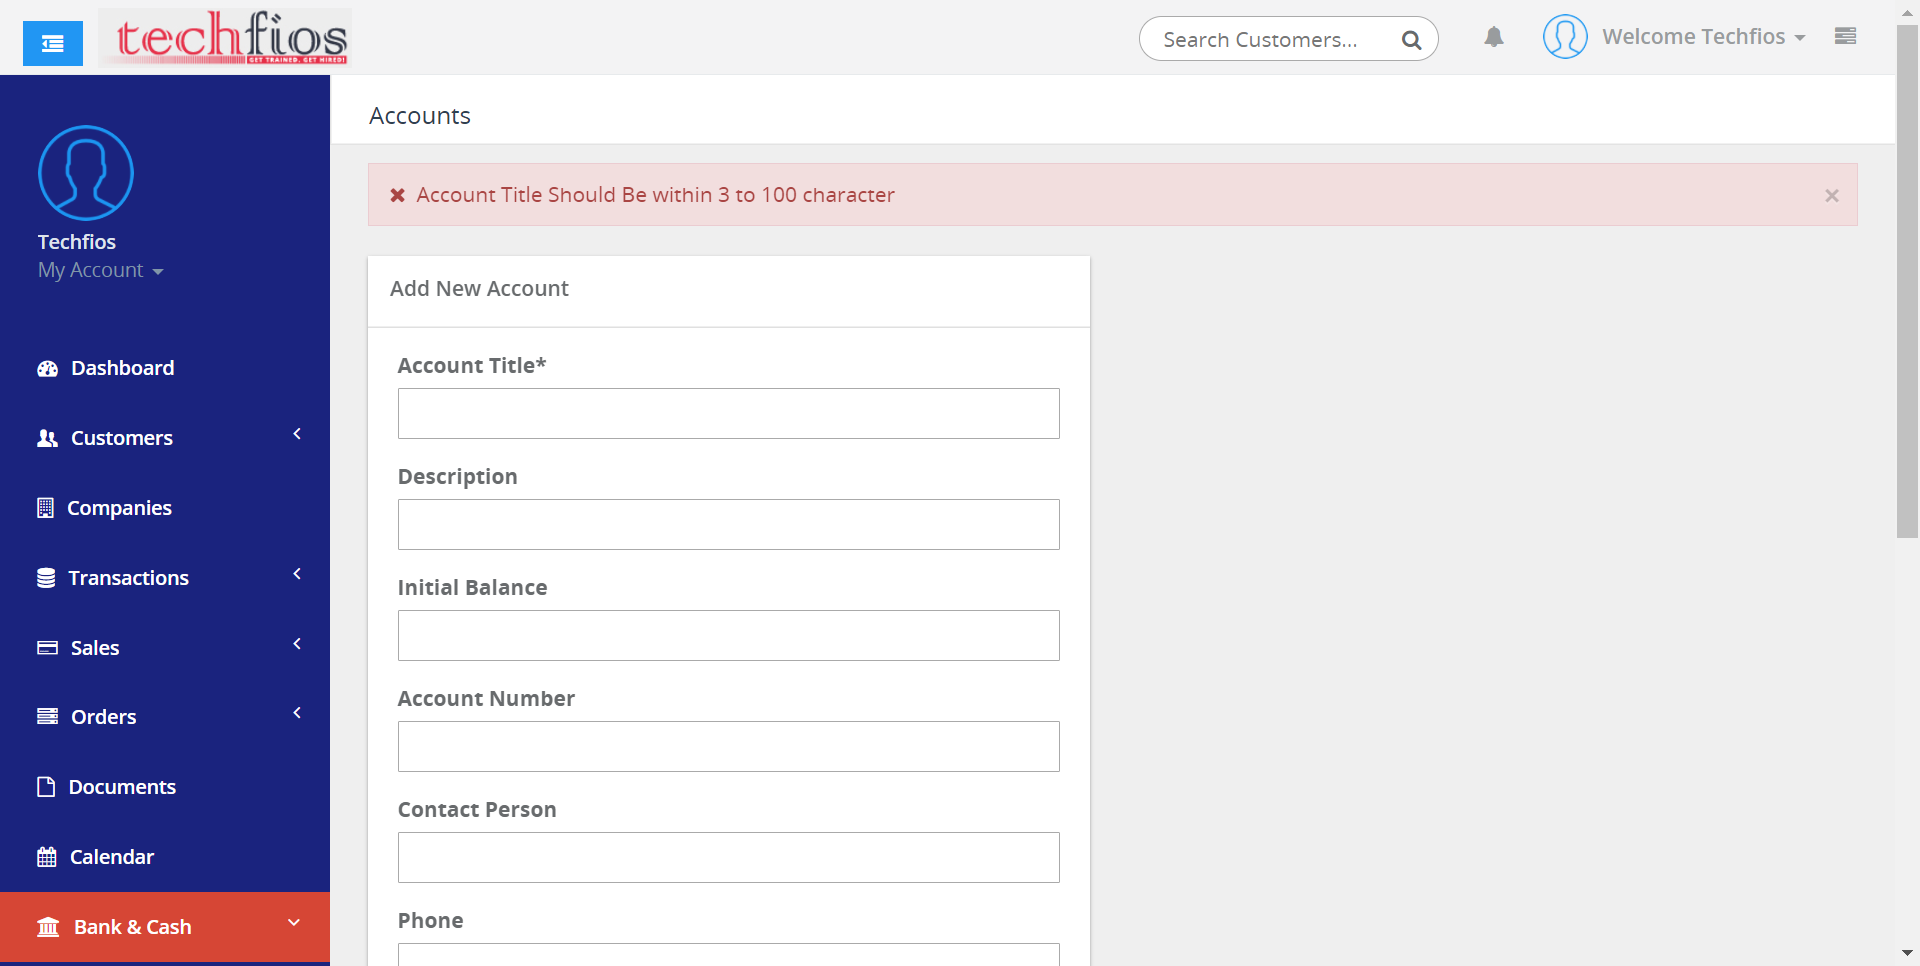 techfios
GET TRAINED. GET HIRED!
Search Customers...
Welcome Techfios
Techfios
My Account
Dashboard
Customers
Companies
Transactions
Sales
Orders
Documents
Calendar
Bank & Cash
Accounts
Account Title Should Be within 3 to 100 character
×
Add New Account
Account Title*
Description
Initial Balance
Account Number
Contact Person
Phone